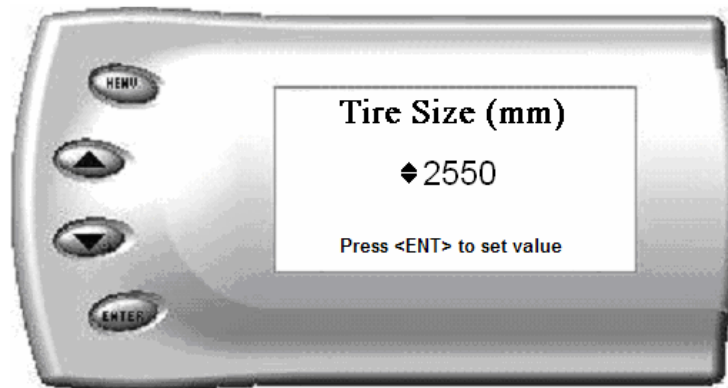 MENU
Tire Size (mm)
2550
Press <ENT> to set value
ENTER